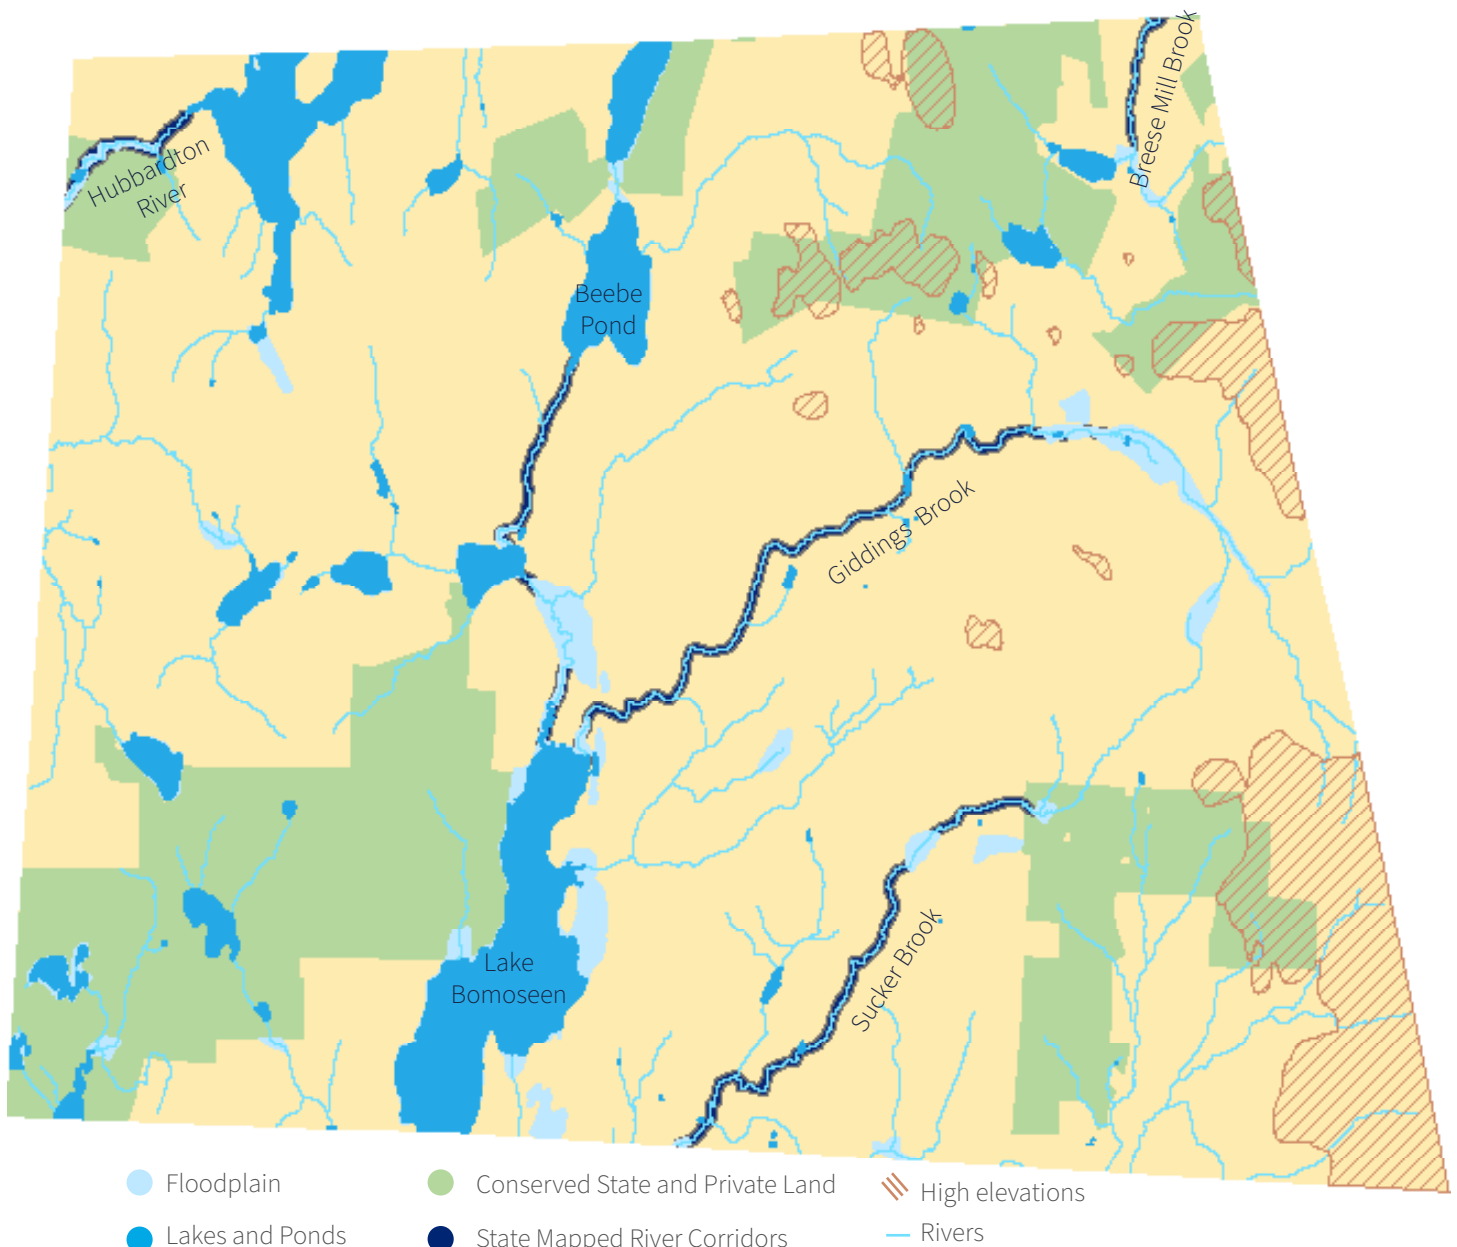 Breese Mill Brook
Hubbardton
River
Beebe
Pond
Giddings Brook
Lake
Bomoseen
Sucker Brook
Floodplain
Conserved State and Private Land
High elevations
Lakes and Ponds
State Mapped River Corridors
Rivers